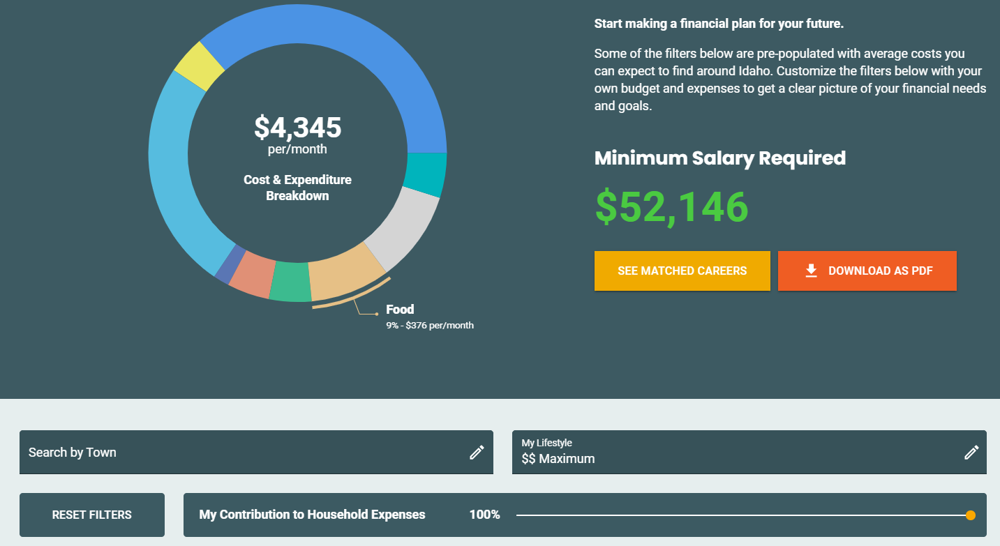 $4,345
per/month
Cost & Expenditure
Breakdown
Food
9% - $376 per/month
Start making a financial plan for your future.
Some of the filters below are pre-populated with average costs you
can expect to find around Idaho. Customize the filters below with your
own budget and expenses to get a clear picture of your financial needs
and goals.
Minimum Salary Required
$52,146
SEE MATCHED CAREERS
DOWNLOAD AS PDF
Search by Town
My Lifestyle
$$ Maximum
RESET FILTERS
My Contribution to Household Expenses 100%